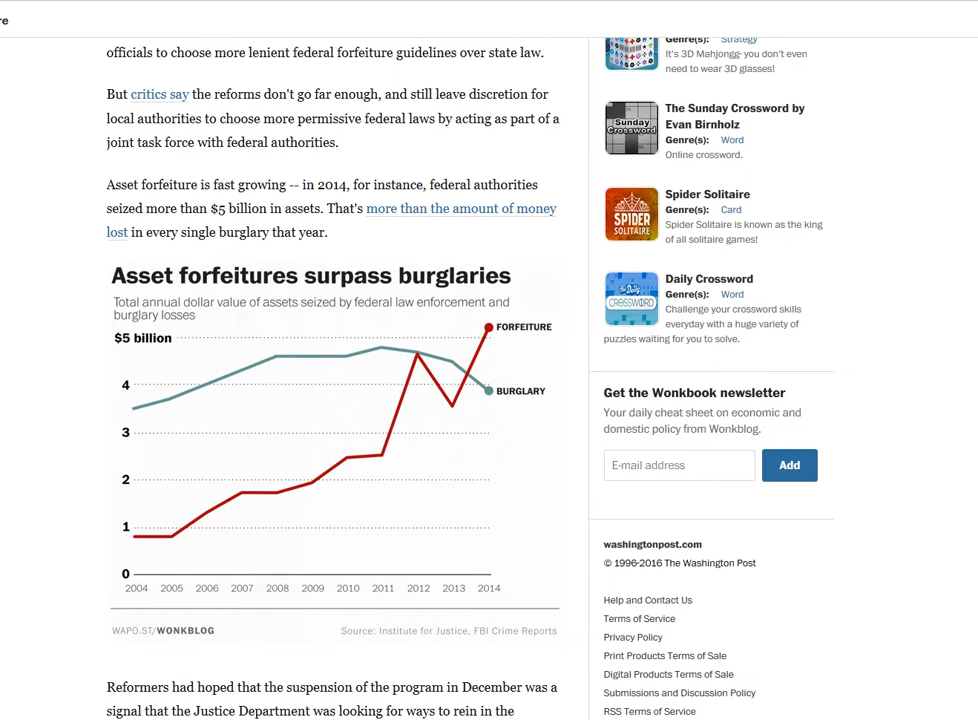 re
officials to choose more lenient federal forfeiture guidelines over state law.
But critics say the reforms don't go far enough, and still leave discretion for
local authorities to choose more permissive federal laws by acting as part of a
joint task force with federal authorities.
Asset forfeiture is fast growing -- in 2014, for instance, federal authorities
seized more than $5 billion in assets. That's more than the amount of money
lost in every single burglary that year.
Asset forfeitures surpass burglaries
Total annual dollar value of assets seized by federal law enforcement and
burglary losses
$5 billion
4
3
2
1
0
FORFEITURE
BURGLARY
2004 2005 2006 2007 2008 2009 2010 2011 2012 2013 2014
WAPO.ST/WONKBLOG
Source: Institute for Justice, FBI Crime Reports
Reformers had hoped that the suspension of the program in December was a
signal that the Justice Department was looking for ways to rein in the
Genre(s): Strategy
It's 3D Mahjongg- you don't even
need to wear 3D glasses!
Sunday
Crossword
The Sunday Crossword by
Evan Birnholz
Genre(s): Word
Online crossword.
SPIDER
SOLITAIRE
Spider Solitaire
Genre(s): Card
Spider Solitaire is known as the king
of all solitaire games!
The Daily
CROSSWORD
Daily Crossword
Genre(s): Word
Challenge your crossword skills
everyday with a huge variety of
puzzles waiting for you to solve.
Get the Wonkbook newsletter
Your daily cheat sheet on economic and
domestic policy from Wonkblog.
E-mail address
Add
washingtonpost.com
© 1996-2016 The Washington Post
Help and Contact Us
Terms of Service
Privacy Policy
Print Products Terms of Sale
Digital Products Terms of Sale
Submissions and Discussion Policy
RSS Terms of Service